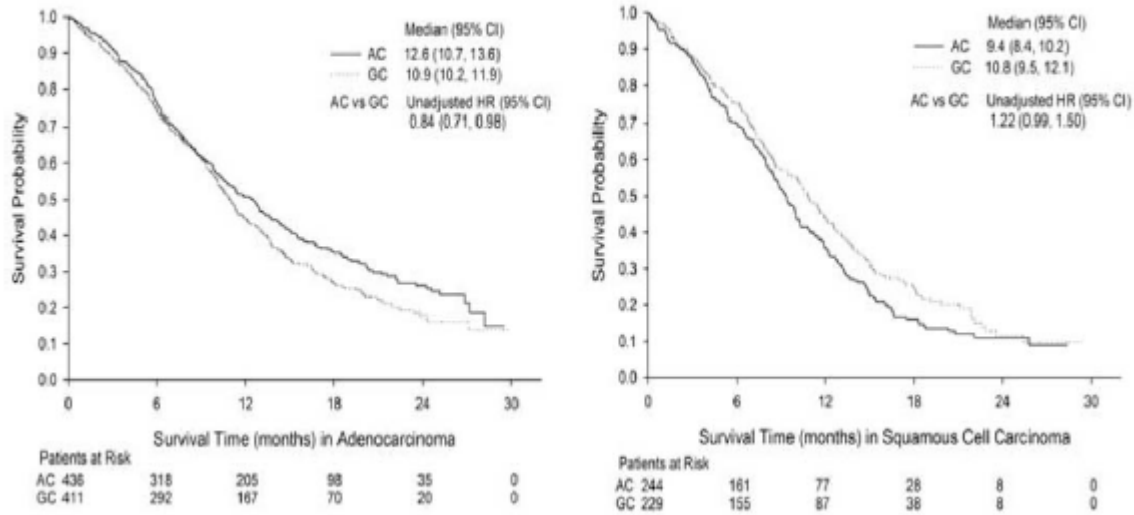 Median (95% CI)
AC 12.6 (10.7, 13.6)
GC 10.9 (10.2, 11.9)
AC vs GC Unadjusted HR (95% CI)
0.84 (0.71, 0.98)
Survival Probability
1.0
0.9
0.8
0.7
0.6
0.5
0.4
0.3
0.2
0.1
0.0
0 6 12 18 24 30
Survival Time (months) in Adenocarcinoma
Patients at Risk
AC 436 318 205 98 35 0
GC 411 292 167 70 20 0
Median (95% CI)
AC 9.4 (8.4, 10.2)
GC 10.8 (9.5, 12.1)
AC vs GC Unadjusted HR (95% CI)
1.22 (0.99, 1.50)
Survival Probability
1.0
0.9
0.8
0.7
0.6
0.5
0.4
0.3
0.2
0.1
0.0
0 6 12 18 24 30
Survival Time (months) in Squamous Cell Carcinoma
Patients at Risk
AC 244 161 77 28 8 0
GC 229 155 87 38 8 0